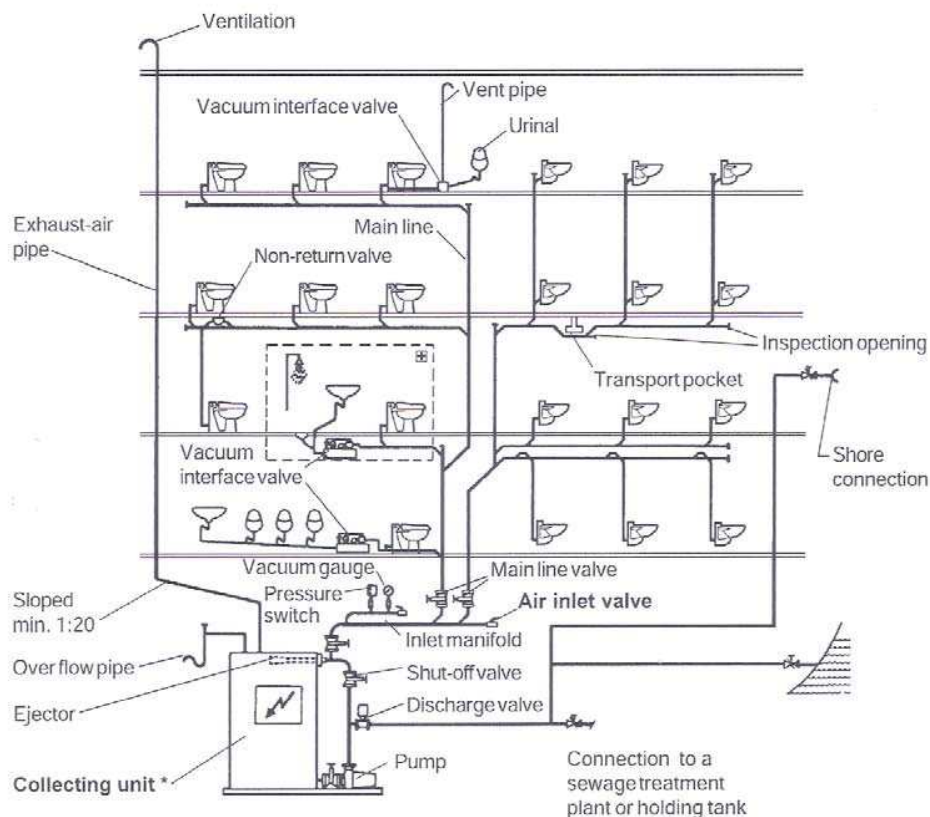 Ventilation
Vent pipe
Vacuum interface valve
Urinal
Exhaust-air
pipe
Main line
Non-return valve
Inspection opening
Transport pocket
Vacuum
interface valve
Shore
connection
Vacuum gauge
Pressure
switch
Main line valve
Air inlet valve
Sloped
min. 1:20
Inlet manifold
Over flow pipe
Shut-off valve
Ejector
Discharge valve
Collecting unit *
Pump
Connection to a
sewage treatment
plant or holding tank